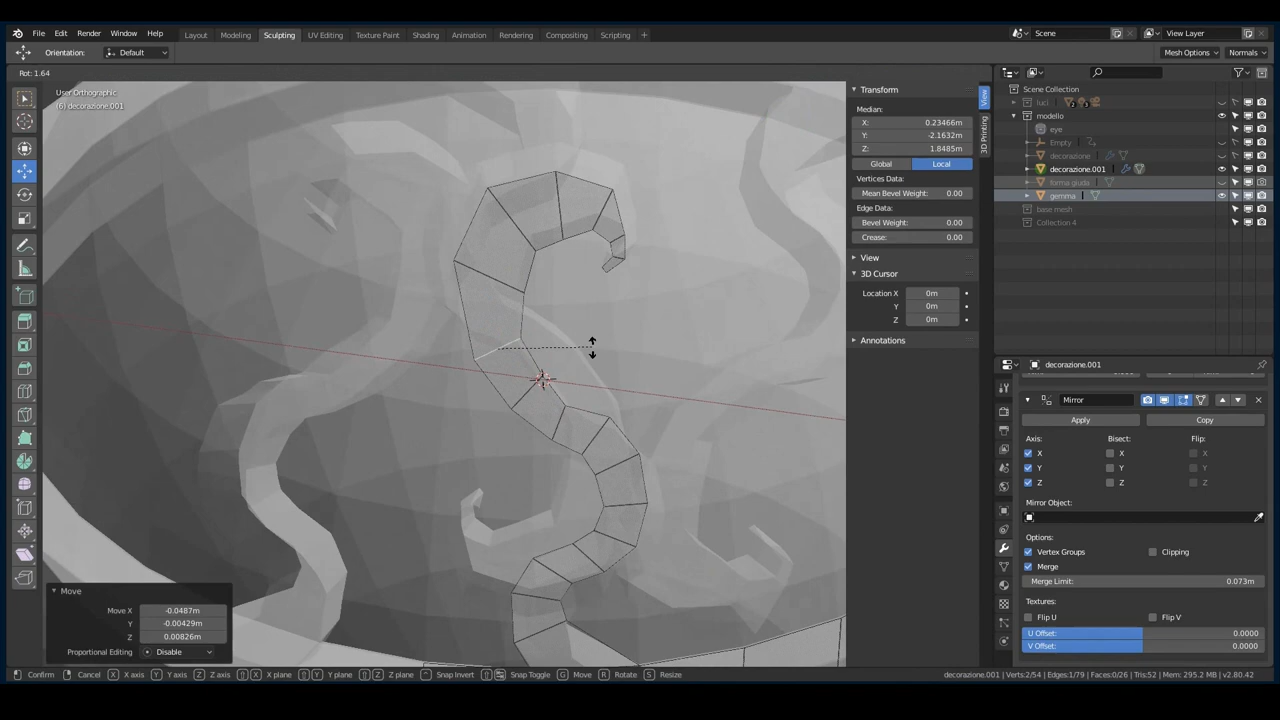 File Edit Render Window Help Layout Modeling Sculpting UV Editing Texture Paint Shading Animation Rendering Compositing Scripting + Scene View Layer
Orientation: Default Mesh Options Normals
Rot: 1.64
User Orthographic
(6) decorazione.001
Transform
Median:
X: 0.23466m
Y: -2.1632m
Z: 1.8485m
Global Local
Vertices Data:
Mean Bevel Weight: 0.00
Edge Data:
Bevel Weight: 0.00
Crease: 0.00
View
3D Cursor
Location X 0m
Y 0m
Z 0m
Annotations
View
3D Printing
Scene Collection
luci
modello
eye
Empty
decorazione
decorazione.001
forma giuda
gemma
base mesh
Collection 4
decorazione.001
Mirror
Apply Copy
Axis: Bisect: Flip:
X X X
Y Y Y
Z Z Z
Mirror Object:
Options:
Vertex Groups Clipping
Merge
Merge Limit: 0.073m
Textures:
Flip U Flip V
U Offset: 0.0000
V Offset: 0.0000
Move
Move X -0.0487m
Y -0.00429m
Z 0.00826m
Proportional Editing Disable
Confirm Cancel X X axis Y Y axis Z Z axis X X plane Y Y plane Z Z plane Snap Invert Snap Toggle G Move R Rotate S Resize decorazione.001 | Verts:2/54 | Edges:1/79 | Faces:0/26 | Tris:52 | Mem: 295.2 MB | v2.80.42